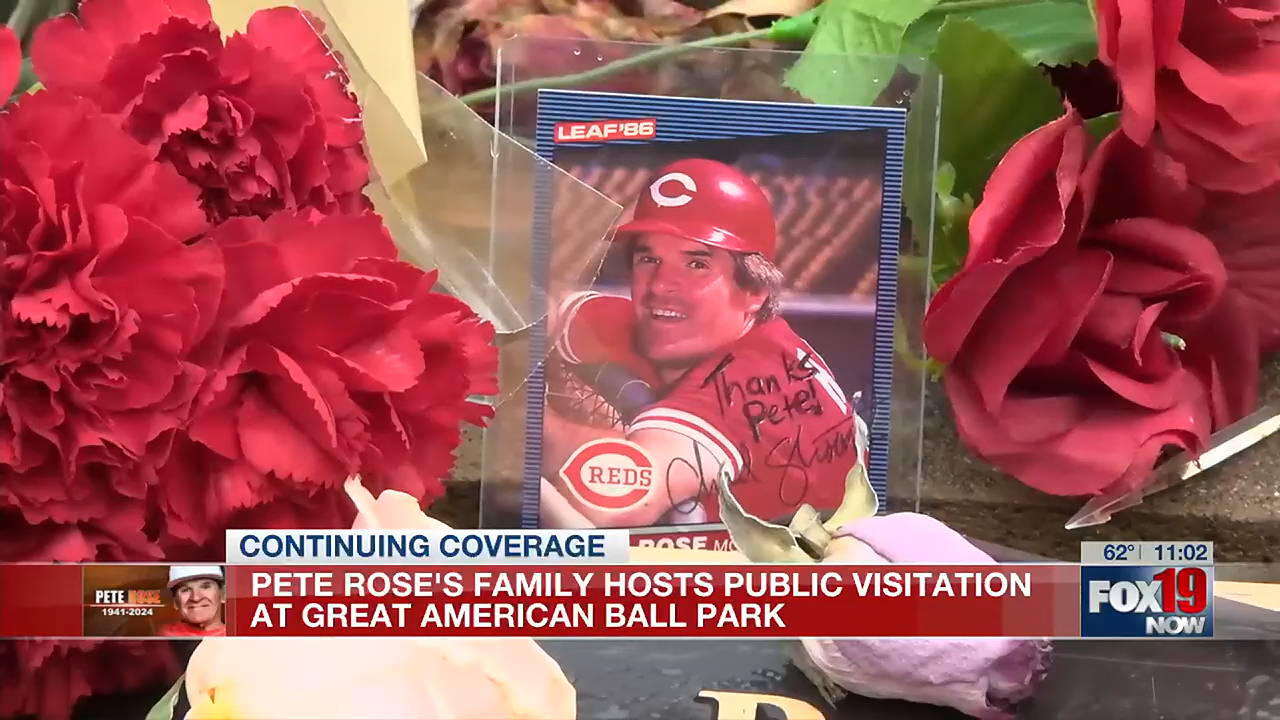 LEAF '86
C
Thanks
Pete!
REDS
ROSE
CONTINUING COVERAGE
PETE ROSE
1941-2024
PETE ROSE'S FAMILY HOSTS PUBLIC VISITATION
AT GREAT AMERICAN BALL PARK
62° 11:02
FOX19
NOW